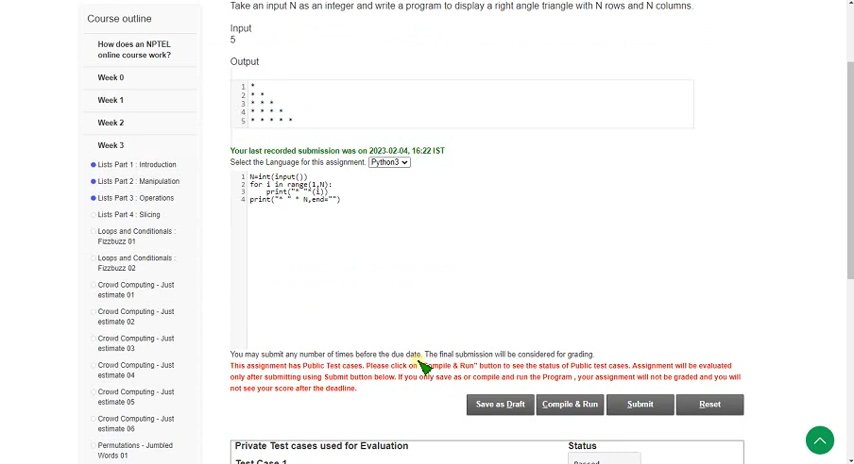 Course outline
How does an NPTEL
online course work?
Week 0
Week 1
Week 2
Week 3
Lists Part 1 : Introduction
Lists Part 2 : Manipulation
Lists Part 3 : Operations
Lists Part 4 : Slicing
Loops and Conditionals :
Fizzbuzz 01
Loops and Conditionals :
Fizzbuzz 02
Crowd Computing - Just
estimate 01
Crowd Computing - Just
estimate 02
Crowd Computing - Just
estimate 03
Crowd Computing - Just
estimate 04
Crowd Computing - Just
estimate 05
Crowd Computing - Just
estimate 06
Permutations - Jumbled
Words 01
Take an input N as an integer and write a program to display a right angle triangle with N rows and N columns.
Input
5
Output
1 *
2 * *
3 * * *
4 * * * *
5 * * * * *
Your last recorded submission was on 2023-02-04, 16:22 IST
Select the Language for this assignment. Python3
1 N=int(input())
2 for i in range(1,N):
3 print("* "*(i))
4 print("* " * N,end="")
You may submit any number of times before the due date. The final submission will be considered for grading.
This assignment has Public Test cases. Please click on "Compile & Run" button to see the status of Public test cases. Assignment will be evaluated
only after submitting using Submit button below. If you only save as or compile and run the Program , your assignment will not be graded and you will
not see your score after the deadline.
Save as Draft Compile & Run Submit Reset
Private Test cases used for Evaluation Status
Test Case 1 Passed